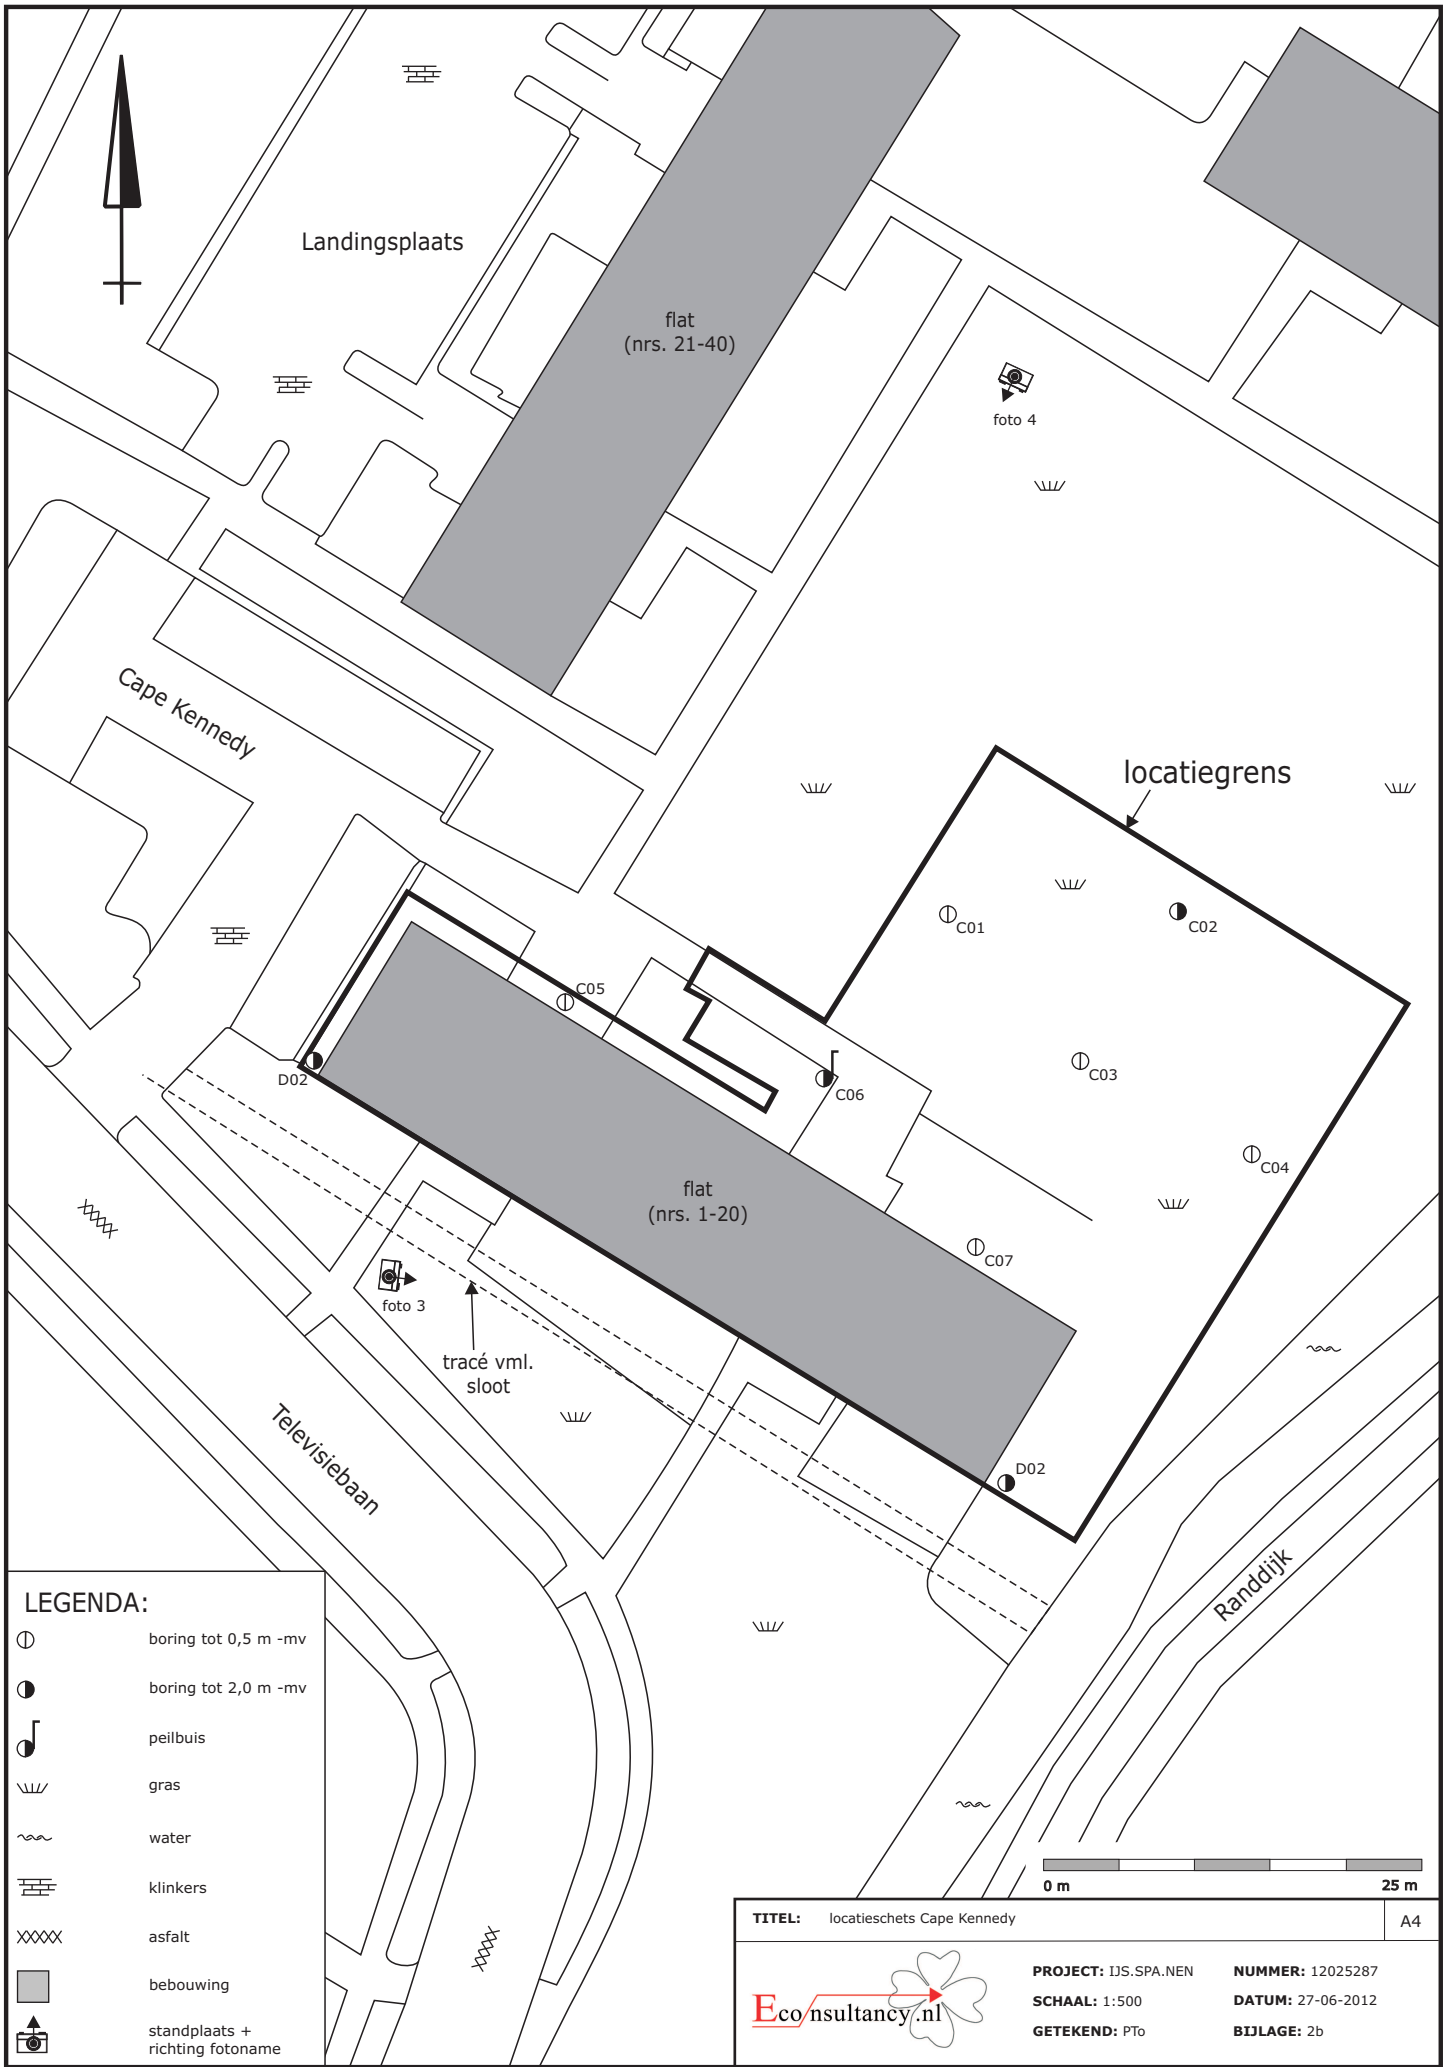 Landingsplaats
flat
(nrs. 21-40)
foto 4
Cape Kennedy
locatiegrens
C01
C02
C05
C03
D02
C06
C04
flat
(nrs. 1-20)
C07
foto 3
tracé vml.
sloot
Televisiebaan
D02
Randdijk
LEGENDA:
boring tot 0,5 m -mv
boring tot 2,0 m -mv
peilbuis
gras
water
klinkers
asfalt
bebouwing
standplaats +
richting fotoname
0 m 25 m
TITEL: locatieschets Cape Kennedy A4
Econsultancy.nl
PROJECT: IJS.SPA.NEN NUMMER: 12025287
SCHAAL: 1:500 DATUM: 27-06-2012
GETEKEND: PTo BIJLAGE: 2b